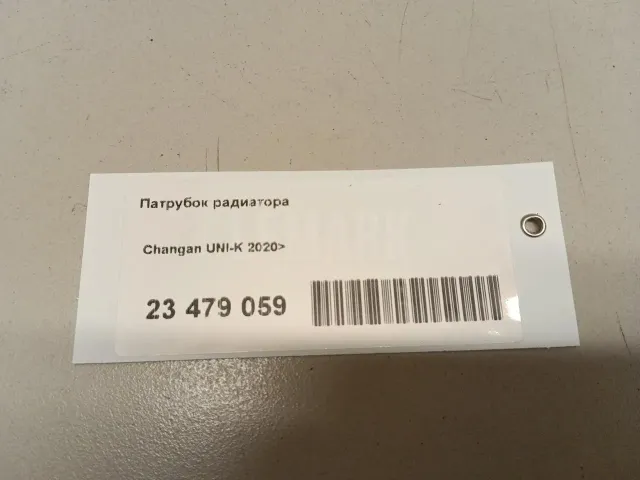 Патрубок радиатора
Changan UNI-K 2020>
23 479 059